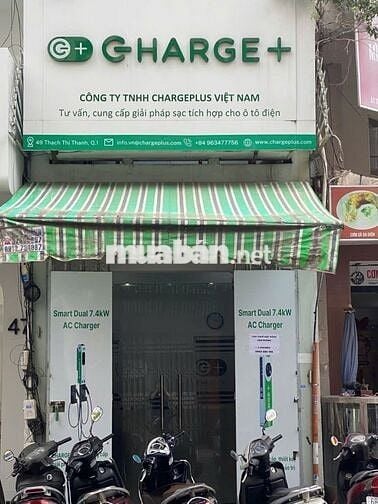 CHARGE+
CÔNG TY TNHH CHARGEPLUS VIỆT NAM
Tư vấn, cung cấp giải pháp sạc tích hợp cho ô tô điện
49 Thạch Thị Thanh, Q.1
info.vn@chargeplus.com
+84 963477756
www.chargeplus.com
muaban.net
47
Smart Dual 7.4kW
AC Charger
Smart Dual 7.4kW
AC Charger
CHARGE+